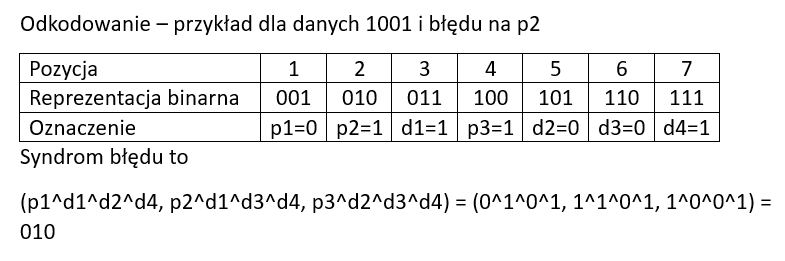 Odkodowanie – przykład dla danych 1001 i błędu na p2
Pozycja 1 2 3 4 5 6 7
Reprezentacja binarna 001 010 011 100 101 110 111
Oznaczenie p1=0 p2=1 d1=1 p3=1 d2=0 d3=0 d4=1
Syndrom błędu to
(p1^d1^d2^d4, p2^d1^d3^d4, p3^d2^d3^d4) = (0^1^0^1, 1^1^0^1, 1^0^0^1) =
010